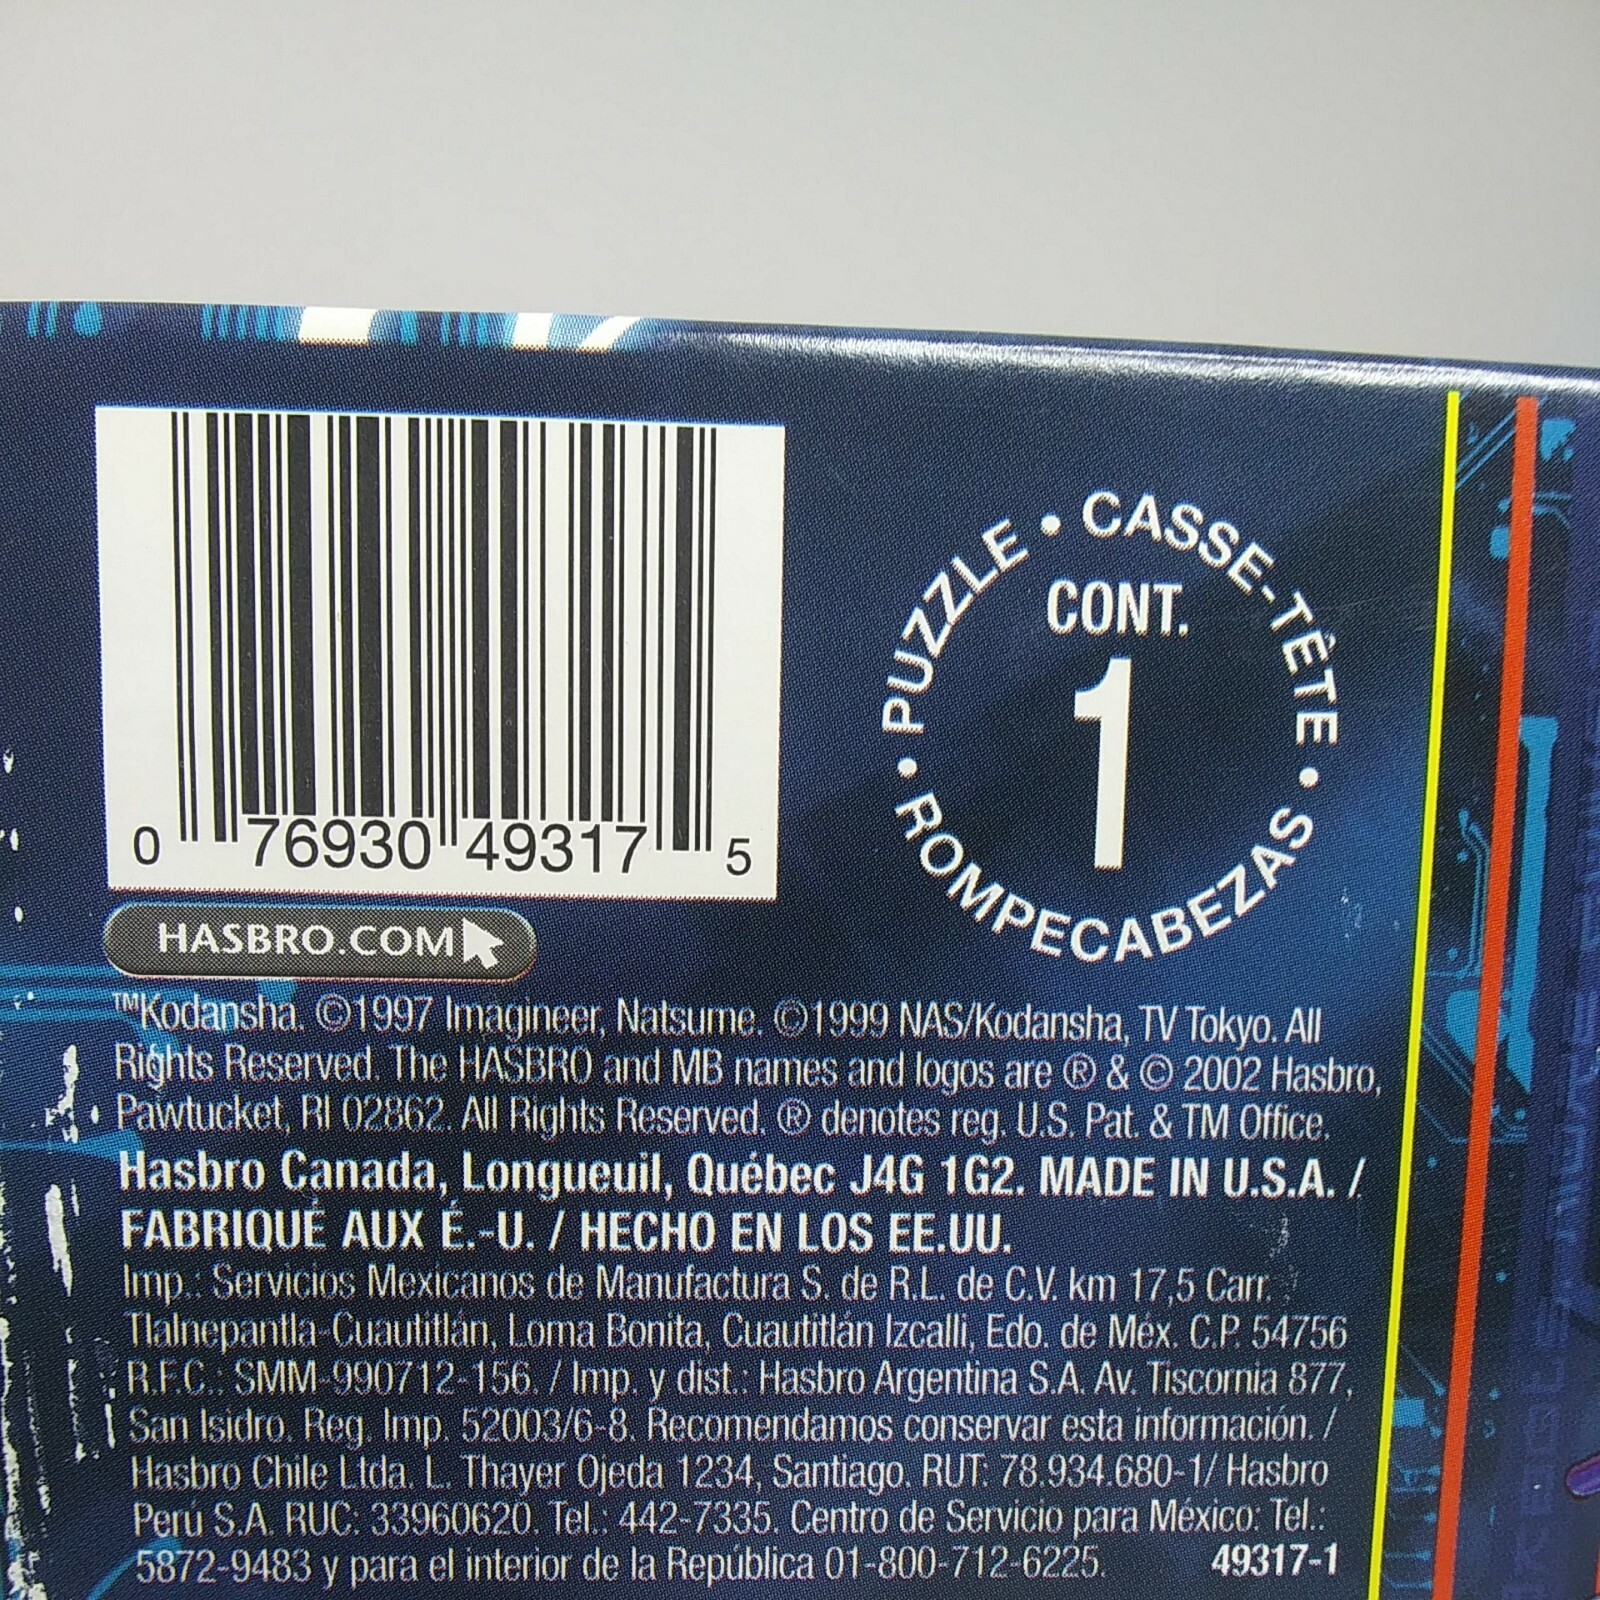 0 76930 49317 5
HASBRO.COM
PUZZLE • CASSE-TÊTE • ROMPECABEZAS •
CONT.
1
™Kodansha. ©1997 Imagineer, Natsume. ©1999 NAS/Kodansha, TV Tokyo. All
Rights Reserved. The HASBRO and MB names and logos are ® & © 2002 Hasbro,
Pawtucket, RI 02862. All Rights Reserved. ® denotes reg. U.S. Pat. & TM Office.
Hasbro Canada, Longueuil, Québec J4G 1G2. MADE IN U.S.A. /
FABRIQUÉ AUX É.-U. / HECHO EN LOS EE.UU.
Imp.: Servicios Mexicanos de Manufactura S. de R.L. de C.V. km 17,5 Carr.
Tlalnepantla-Cuautitlán, Loma Bonita, Cuautitlán Izcalli, Edo. de Méx. C.P. 54756
R.F.C.: SMM-990712-156. / Imp. y dist.: Hasbro Argentina S.A. Av. Tiscornia 877,
San Isidro. Reg. Imp. 52003/6-8. Recomendamos conservar esta información. /
Hasbro Chile Ltda. L. Thayer Ojeda 1234, Santiago. RUT: 78.934.680-1/ Hasbro
Perú S.A. RUC: 33960620. Tel.: 442-7335. Centro de Servicio para México: Tel.:
5872-9483 y para el interior de la República 01-800-712-6225.
49317-1